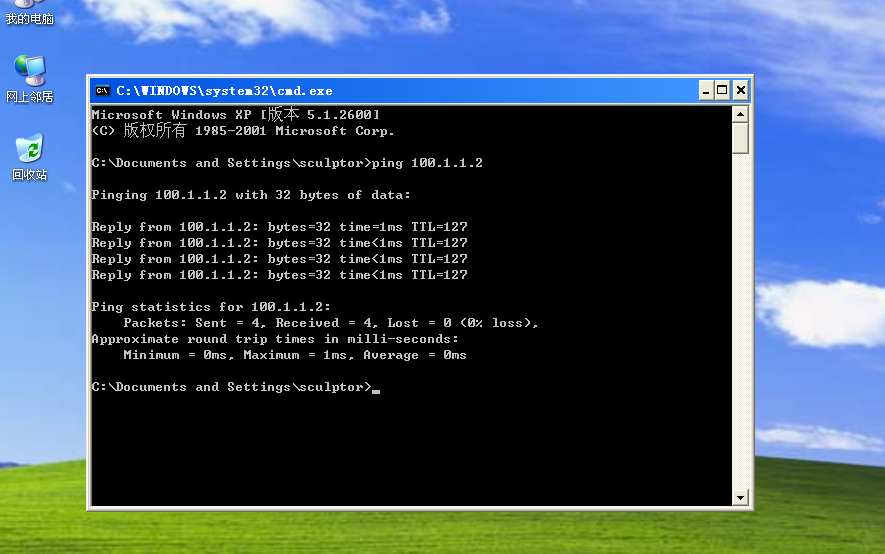 我的电脑
网上邻居
回收站
C:\WINDOWS\system32\cmd.exe
Microsoft Windows XP [版本 5.1.2600]
(C) 版权所有 1985-2001 Microsoft Corp.
C:\Documents and Settings\sculptor>ping 100.1.1.2
Pinging 100.1.1.2 with 32 bytes of data:
Reply from 100.1.1.2: bytes=32 time=1ms TTL=127
Reply from 100.1.1.2: bytes=32 time<1ms TTL=127
Reply from 100.1.1.2: bytes=32 time<1ms TTL=127
Reply from 100.1.1.2: bytes=32 time<1ms TTL=127
Ping statistics for 100.1.1.2:
    Packets: Sent = 4, Received = 4, Lost = 0 (0% loss),
Approximate round trip times in milli-seconds:
    Minimum = 0ms, Maximum = 1ms, Average = 0ms
C:\Documents and Settings\sculptor>